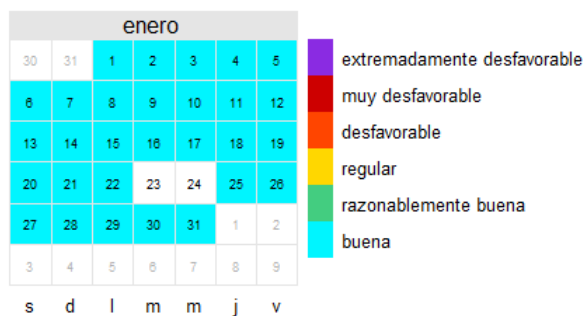 enero
30 31 1 2 3 4 5
6 7 8 9 10 11 12
13 14 15 16 17 18 19
20 21 22 23 24 25 26
27 28 29 30 31 1 2
3 4 5 6 7 8 9
s d l m m j v
extremadamente desfavorable
muy desfavorable
desfavorable
regular
razonablemente buena
buena